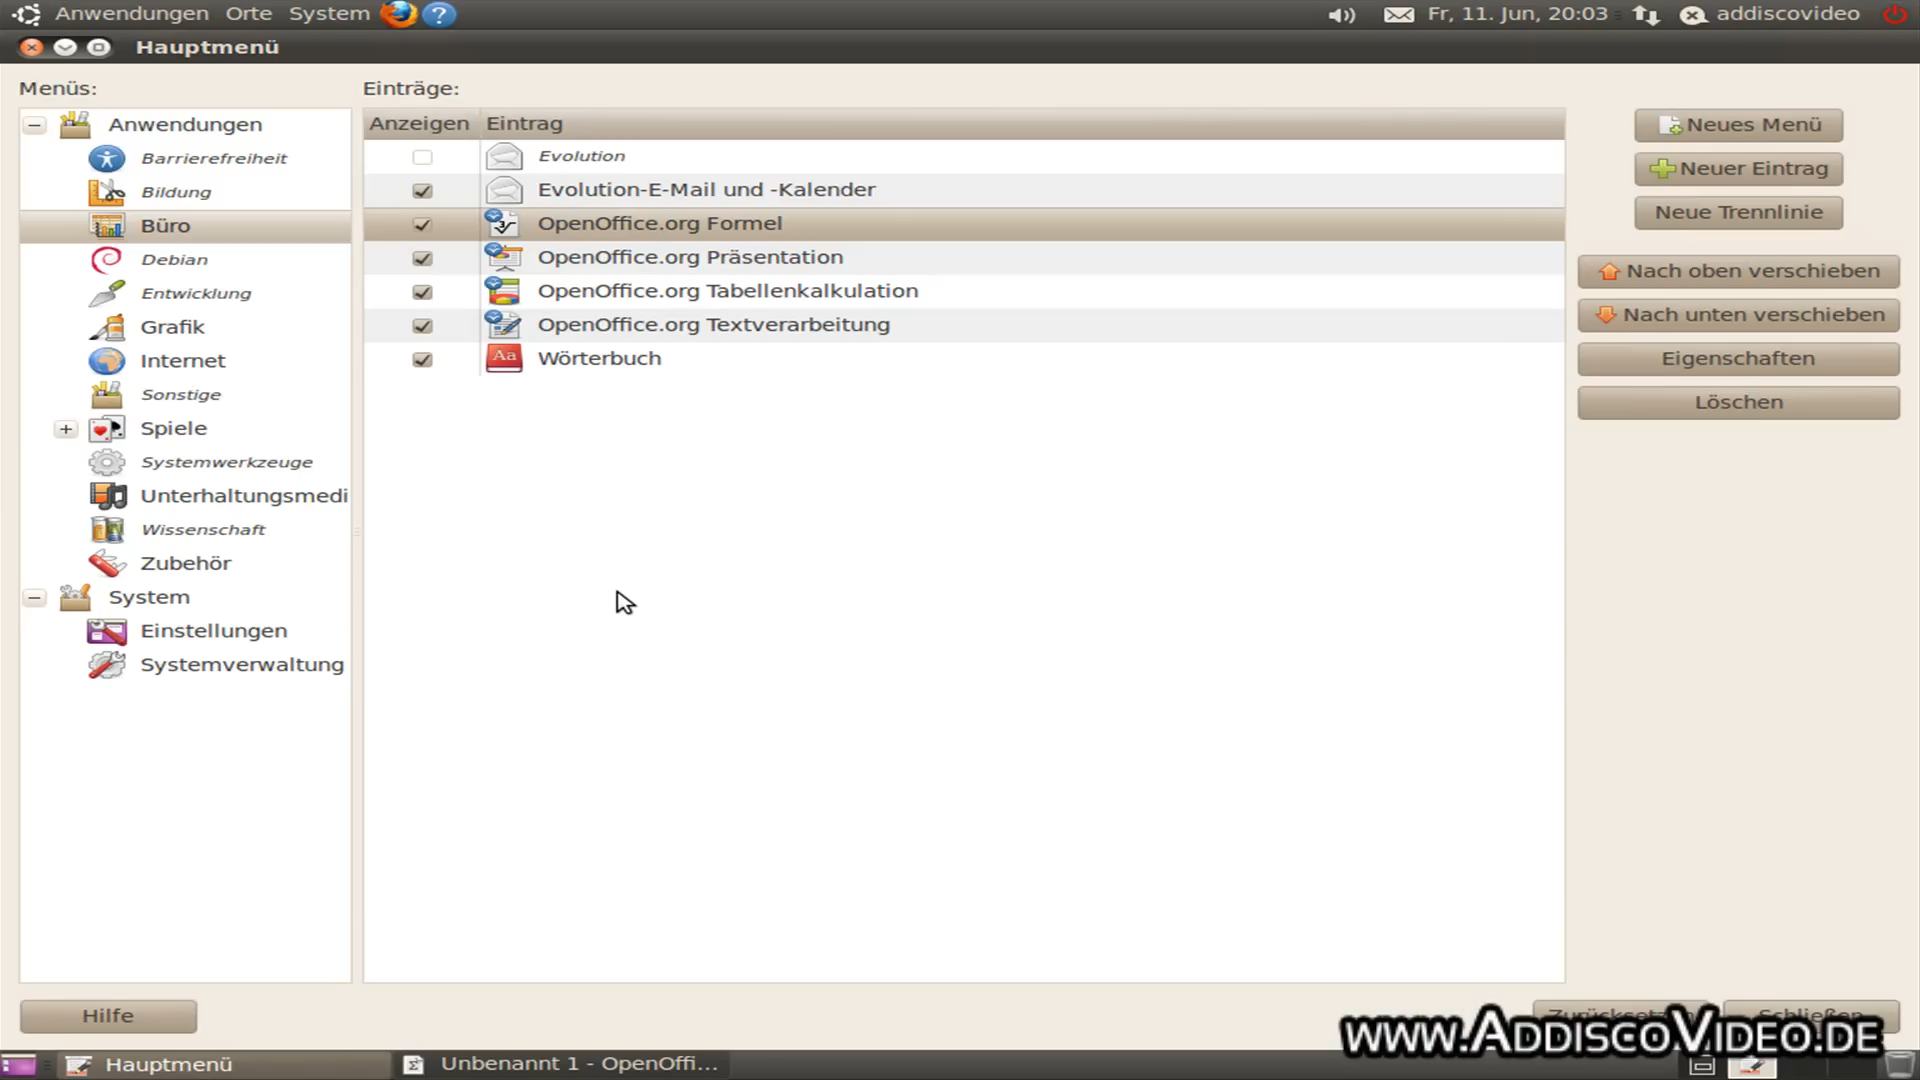 Anwendungen Orte System
Fr, 11. Jun, 20:03 addiscovideo
Hauptmenü
Menüs:
Einträge:
Anwendungen
Barrierefreiheit
Bildung
Büro
Debian
Entwicklung
Grafik
Internet
Sonstige
Spiele
Systemwerkzeuge
Unterhaltungsmedi
Wissenschaft
Zubehör
System
Einstellungen
Systemverwaltung
Anzeigen Eintrag
Evolution
Evolution-E-Mail und -Kalender
OpenOffice.org Formel
OpenOffice.org Präsentation
OpenOffice.org Tabellenkalkulation
OpenOffice.org Textverarbeitung
Aa Wörterbuch
Neues Menü
Neuer Eintrag
Neue Trennlinie
Nach oben verschieben
Nach unten verschieben
Eigenschaften
Löschen
Hilfe
Schließen
www.AddiscoVideo.de
Hauptmenü
Unbenannt 1 - OpenOffi...